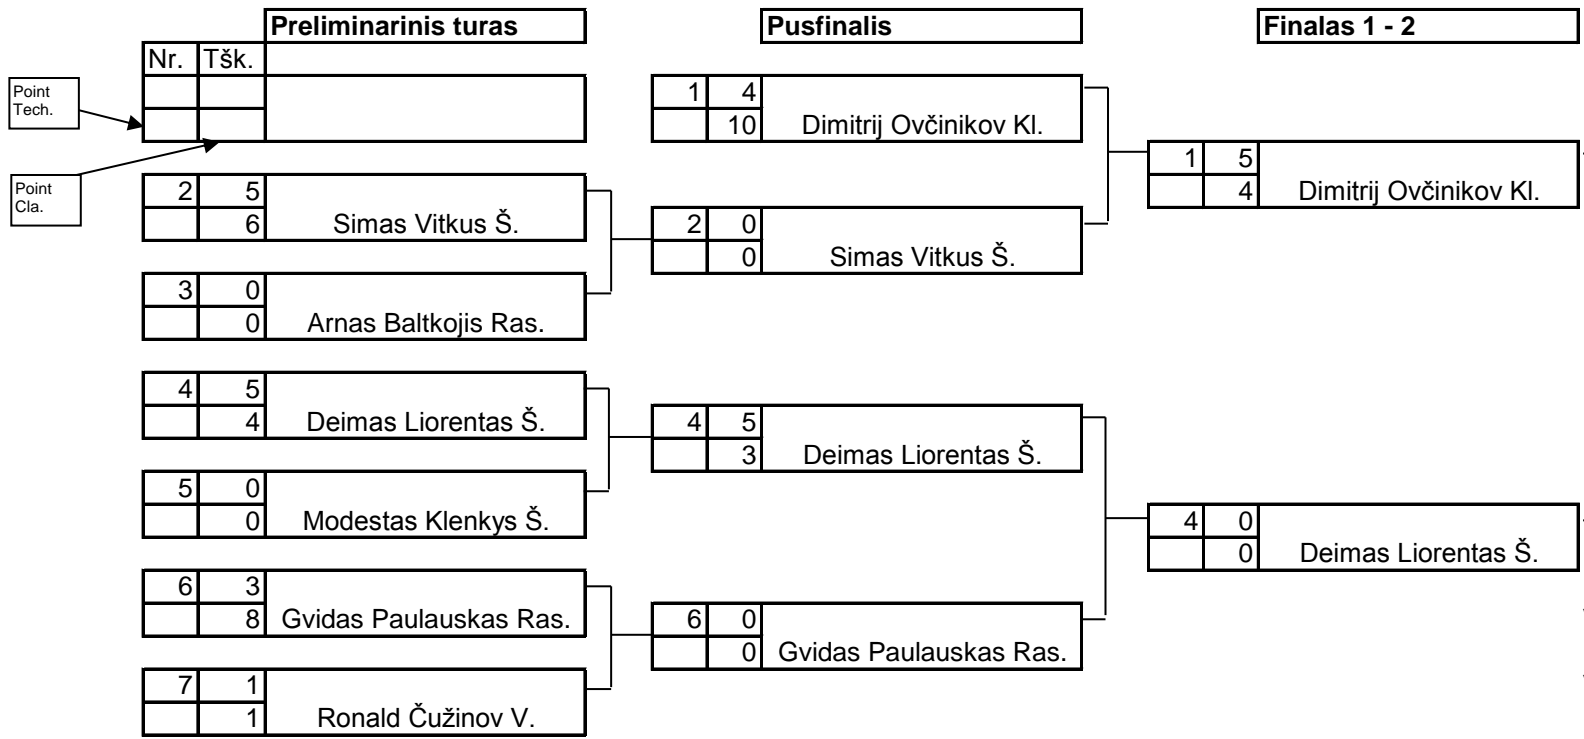 Preliminarinis turas Pusfinalis Finalas 1 - 2
Nr. Tšk.
Point
Tech.
1 4
10 Dimitrij Ovčinikov Kl.
1 5
4 Dimitrij Ovčinikov Kl.
Point
Cla.
2 5
6 Simas Vitkus Š.
2 0
0 Simas Vitkus Š.
3 0
0 Arnas Baltkojis Ras.
4 5
4 Deimas Liorentas Š.
4 5
3 Deimas Liorentas Š.
5 0
0 Modestas Klenkys Š.
4 0
0 Deimas Liorentas Š.
6 3
8 Gvidas Paulauskas Ras.
6 0
0 Gvidas Paulauskas Ras.
7 1
1 Ronald Čužinov V.